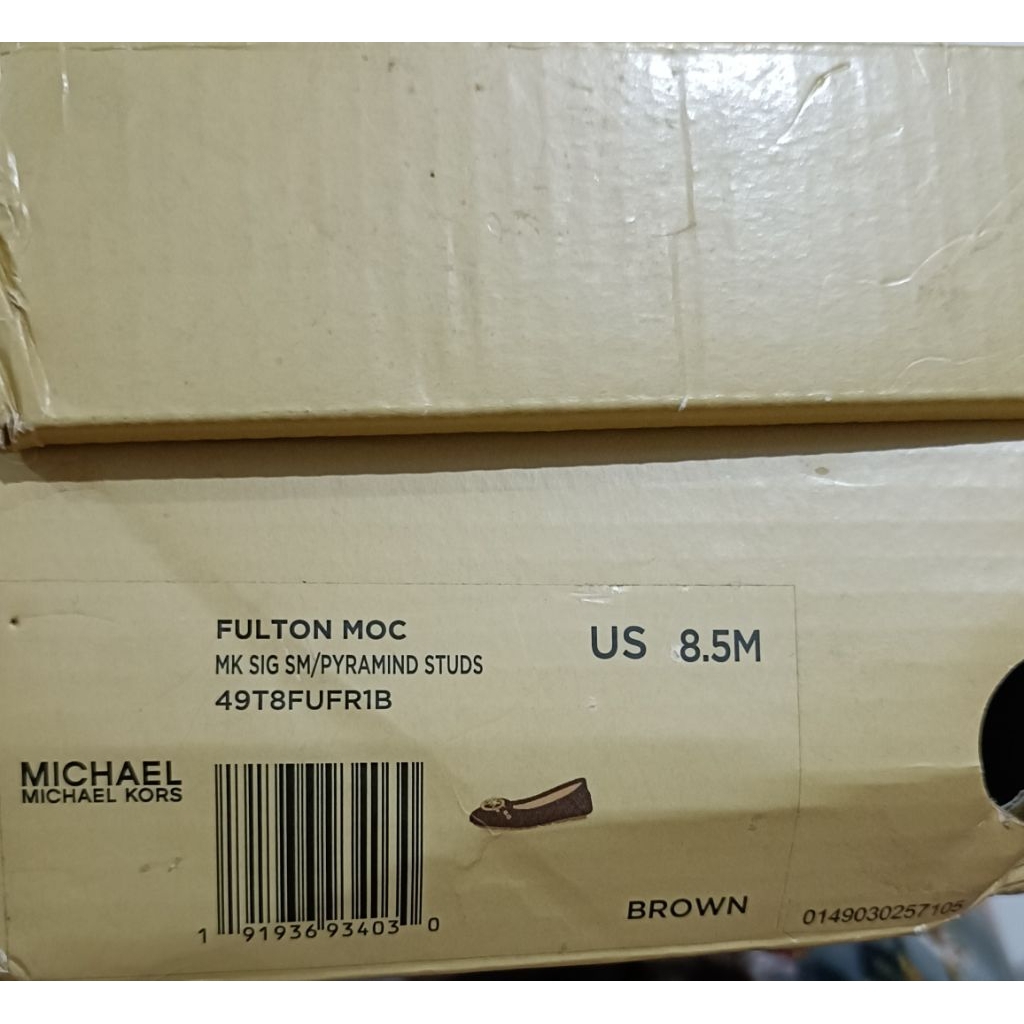 FULTON MOC
MK SIG SM/PYRAMIND STUDS
49T8FUFR1B
US 8.5M
MICHAEL
MICHAEL KORS
1 91936 93403 0
BROWN
0149030257105